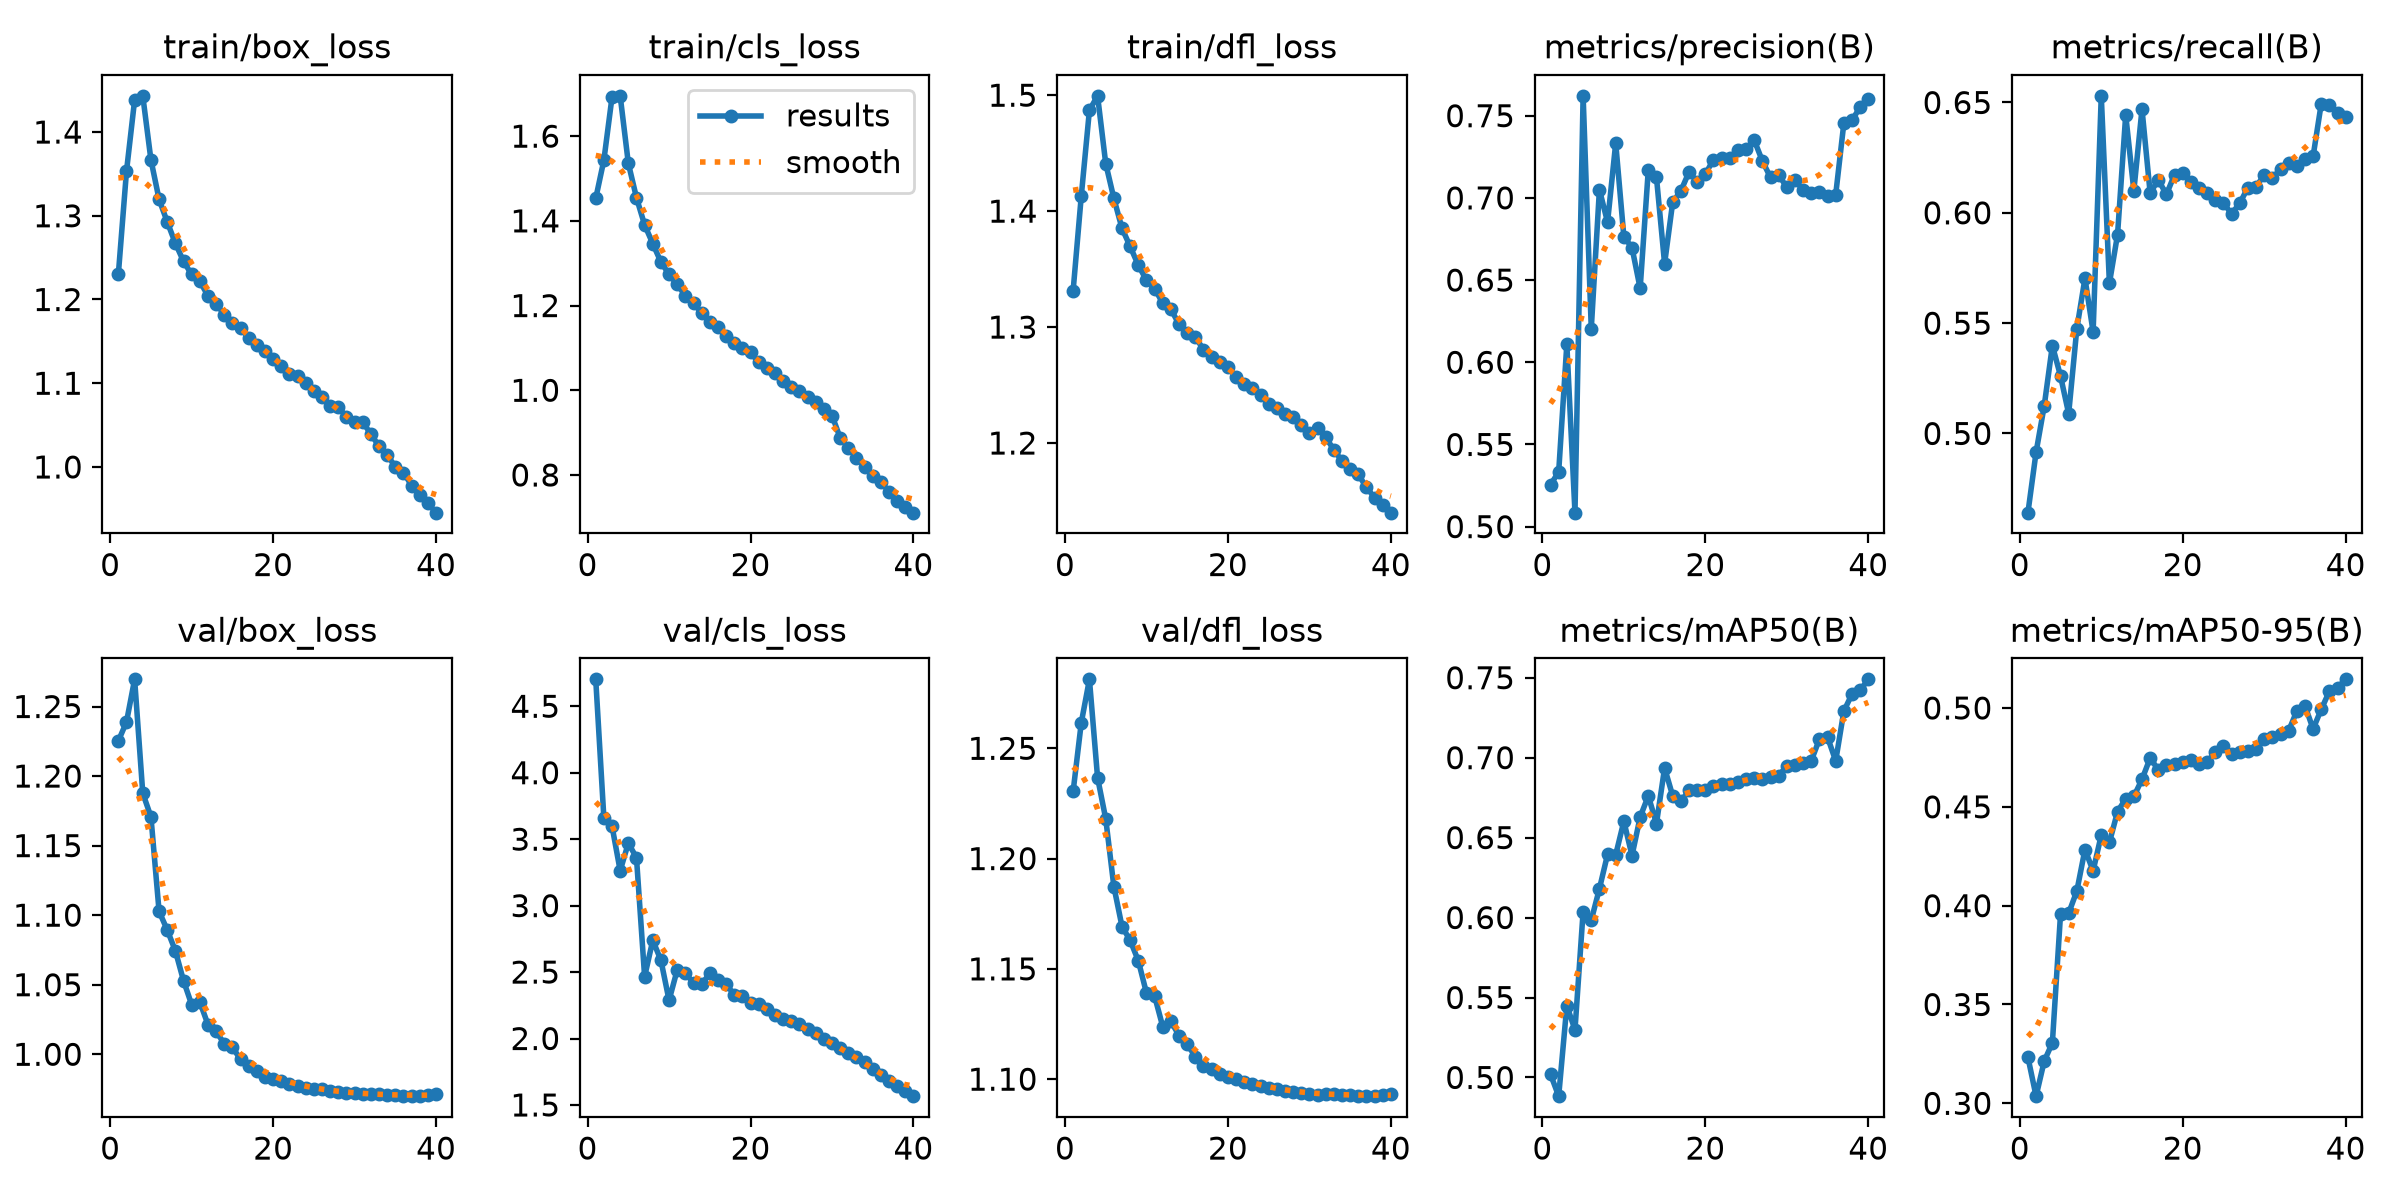 train/box_loss
1.4
1.3
1.2
1.1
1.0
0 20 40
train/cls_loss
results
smooth
1.6
1.4
1.2
1.0
0.8
0 20 40
train/dfl_loss
1.5
1.4
1.3
1.2
0 20 40
metrics/precision(B)
0.75
0.70
0.65
0.60
0.55
0.50
0 20 40
metrics/recall(B)
0.65
0.60
0.55
0.50
0 20 40
val/box_loss
1.25
1.20
1.15
1.10
1.05
1.00
0 20 40
val/cls_loss
4.5
4.0
3.5
3.0
2.5
2.0
1.5
0 20 40
val/dfl_loss
1.25
1.20
1.15
1.10
0 20 40
metrics/mAP50(B)
0.75
0.70
0.65
0.60
0.55
0.50
0 20 40
metrics/mAP50-95(B)
0.50
0.45
0.40
0.35
0.30
0 20 40